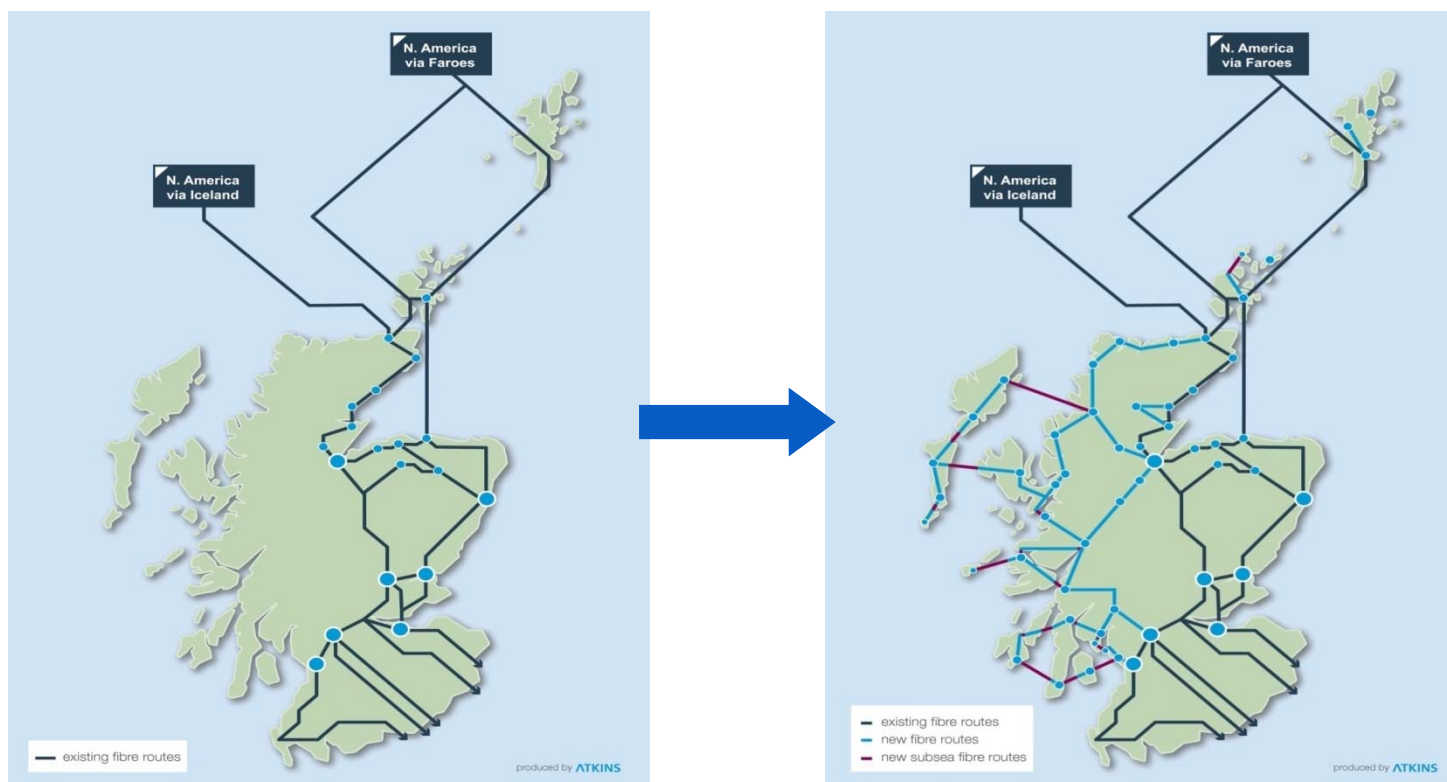 N. America
via Faroes
N. America
via Iceland
existing fibre routes
produced by ATKINS
N. America
via Faroes
N. America
via Iceland
existing fibre routes
new fibre routes
new subsea fibre routes
produced by ATKINS